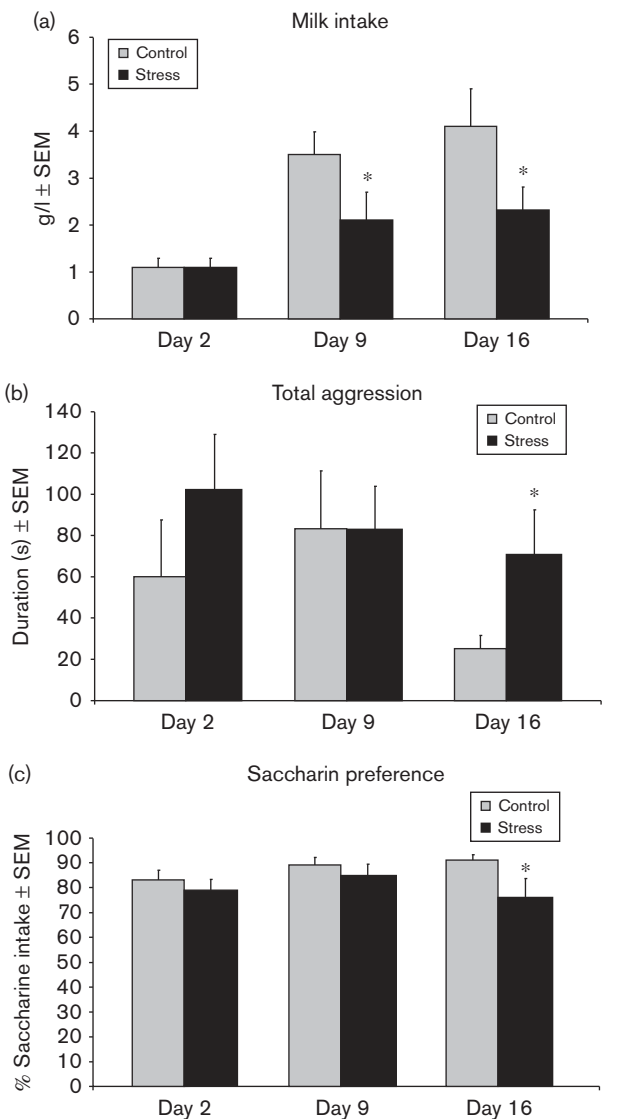 (a)
Milk intake
Control
Stress
g/l ± SEM
6
5
4
3
2
1
0
*
*
Day 2 Day 9 Day 16
(b)
Total aggression
Control
Stress
Duration (s) ± SEM
140
120
100
80
60
40
20
0
*
Day 2 Day 9 Day 16
(c)
Saccharin preference
Control
Stress
% Saccharine intake ± SEM
100
90
80
70
60
50
40
30
20
10
0
*
Day 2 Day 9 Day 16